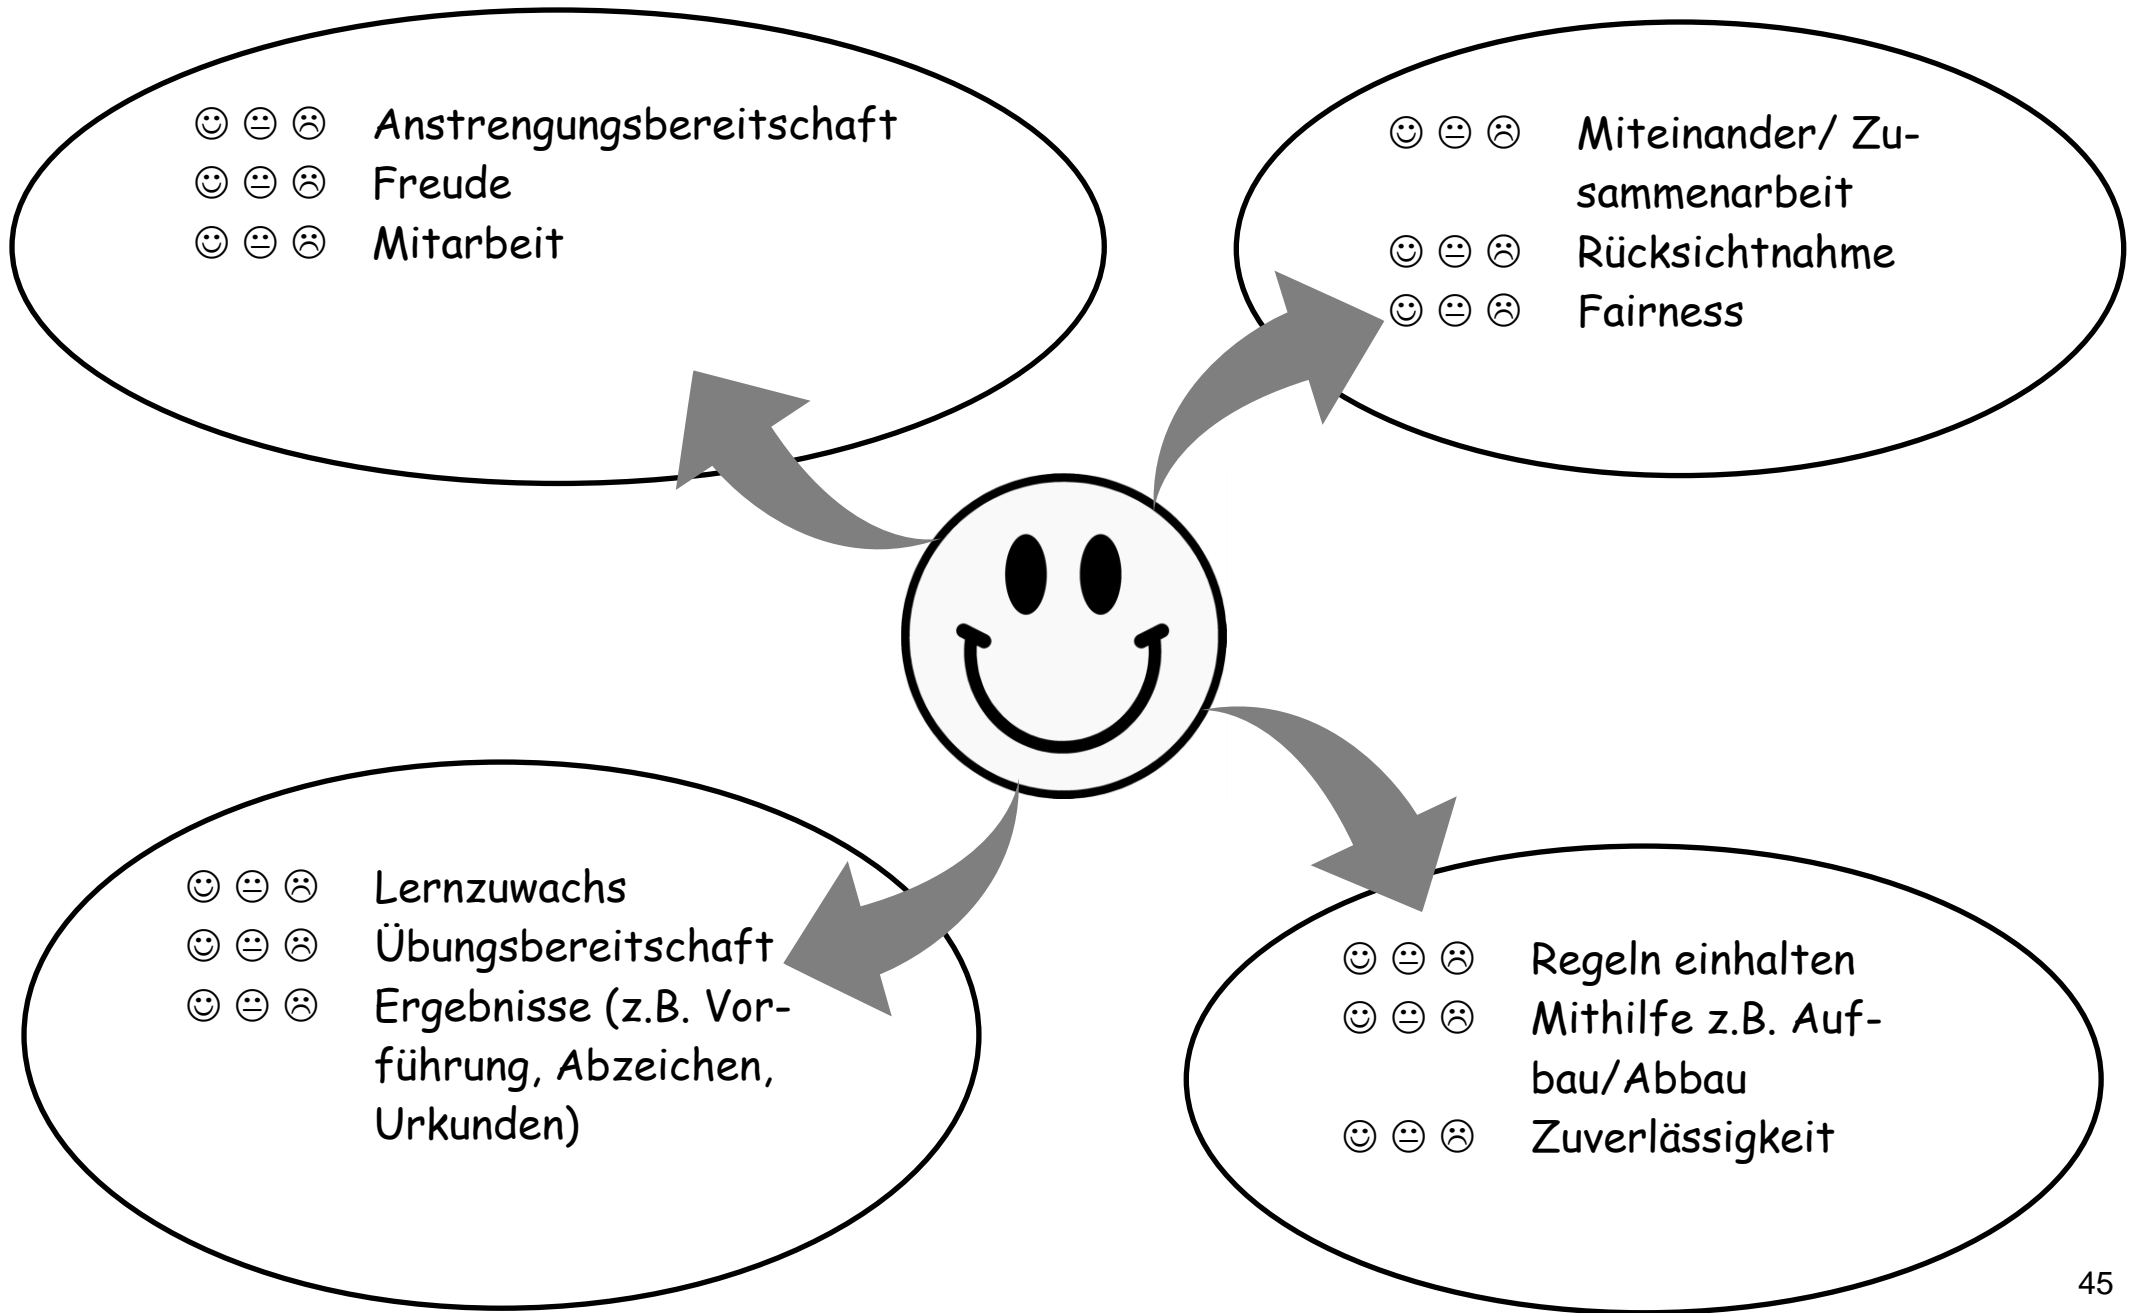 ☺ 😐 ☹ Anstrengungsbereitschaft
☺ 😐 ☹ Freude
☺ 😐 ☹ Mitarbeit
☺ 😐 ☹ Miteinander/ Zu-
sammenarbeit
☺ 😐 ☹ Rücksichtnahme
☺ 😐 ☹ Fairness
☺ 😐 ☹ Lernzuwachs
☺ 😐 ☹ Übungsbereitschaft
☺ 😐 ☹ Ergebnisse (z.B. Vor-
führung, Abzeichen,
Urkunden)
☺ 😐 ☹ Regeln einhalten
☺ 😐 ☹ Mithilfe z.B. Auf-
bau/Abbau
☺ 😐 ☹ Zuverlässigkeit
45